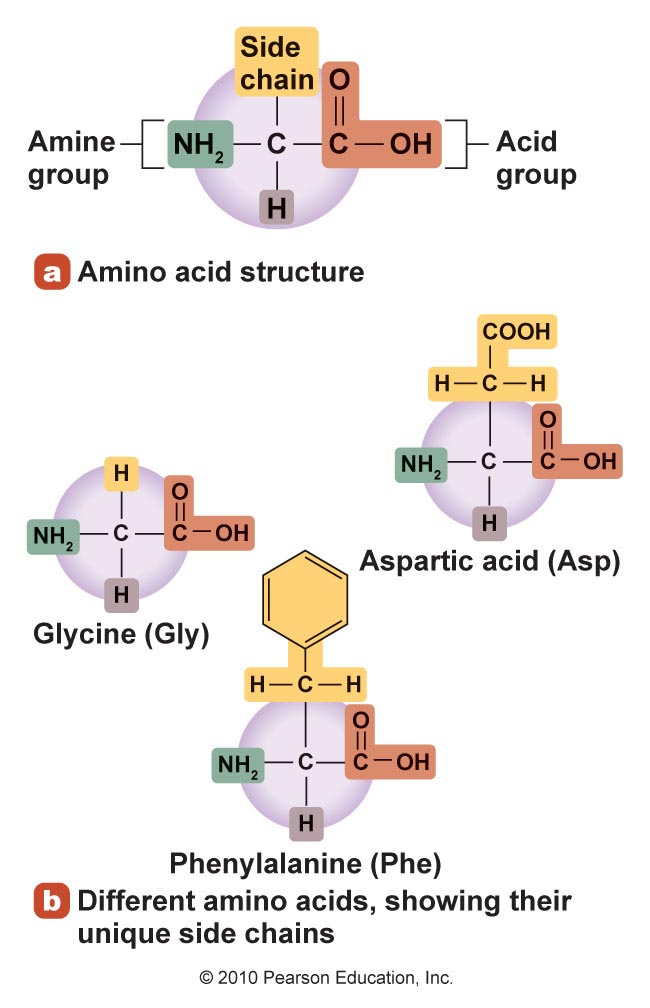 Side
chain
O
Amine
group
NH2
C
C
OH
Acid
group
H
a Amino acid structure
COOH
H C H
O
NH2 C C OH
H
Aspartic acid (Asp)
H
O
NH2 C C OH
H
Glycine (Gly)
H C H
O
NH2 C C OH
H
Phenylalanine (Phe)
b Different amino acids, showing their
unique side chains
© 2010 Pearson Education, Inc.